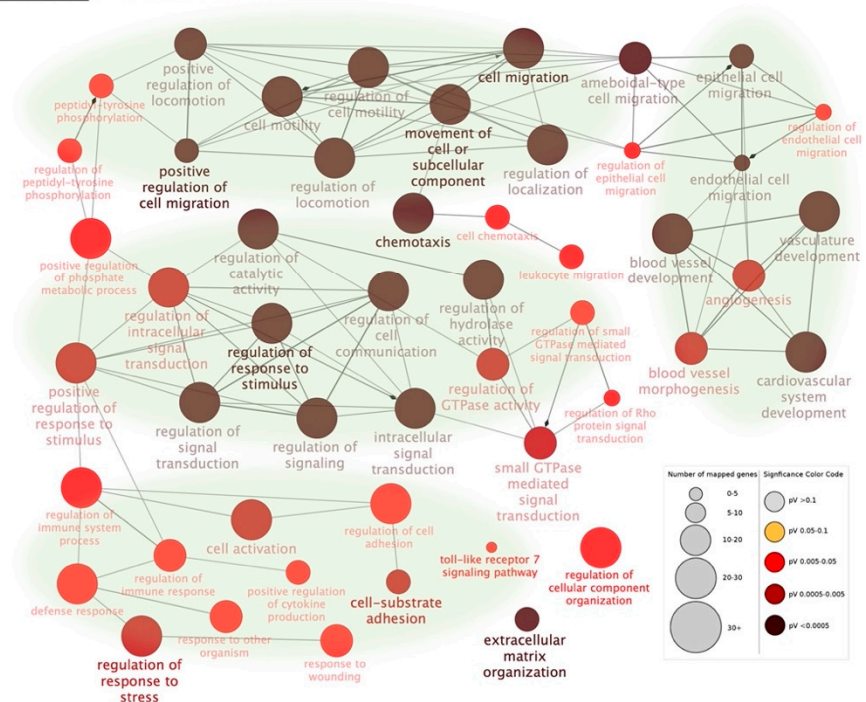 positive
regulation of
locomotion
peptidyl-tyrosine
phosphorylation
regulation of
peptidyl-tyrosine
phosphorylation
cell motility
regulation of
cell motility
cell migration
movement of
cell or
subcellular
component
positive
regulation of
cell migration
regulation of
locomotion
regulation of
localization
ameboidal-type
cell migration
epithelial cell
migration
regulation of
endothelial cell
migration
regulation of
epithelial cell
migration
endothelial cell
migration
chemotaxis
cell chemotaxis
leukocyte migration
blood vessel
development
vasculature
development
angiogenesis
blood vessel
morphogenesis
cardiovascular
system
development
positive regulation
of phosphate
metabolic process
regulation of
catalytic
activity
regulation of
intracellular
signal
transduction
regulation of
response to
stimulus
regulation of
cell
communication
regulation of
hydrolase
activity
regulation of small
GTPase mediated
signal transduction
regulation of
GTPase activity
regulation of Rho
protein signal
transduction
positive
regulation of
response to
stimulus
regulation of
signal
transduction
regulation of
signaling
intracellular
signal
transduction
small GTPase
mediated
signal
transduction
regulation of
immune system
process
cell activation
regulation of cell
adhesion
toll-like receptor 7
signaling pathway
regulation of
cellular component
organization
defense response
regulation of
immune response
positive regulation
of cytokine
production
cell-substrate
adhesion
regulation of
response to
stress
response to other
organism
response to
wounding
extracellular
matrix
organization
Number of mapped genes
0-5
5-10
10-20
20-30
30+
Signficance Color Code
pV >0.1
pV 0.05-0.1
pV 0.005-0.05
pV 0.0005-0.005
pV <0.0005